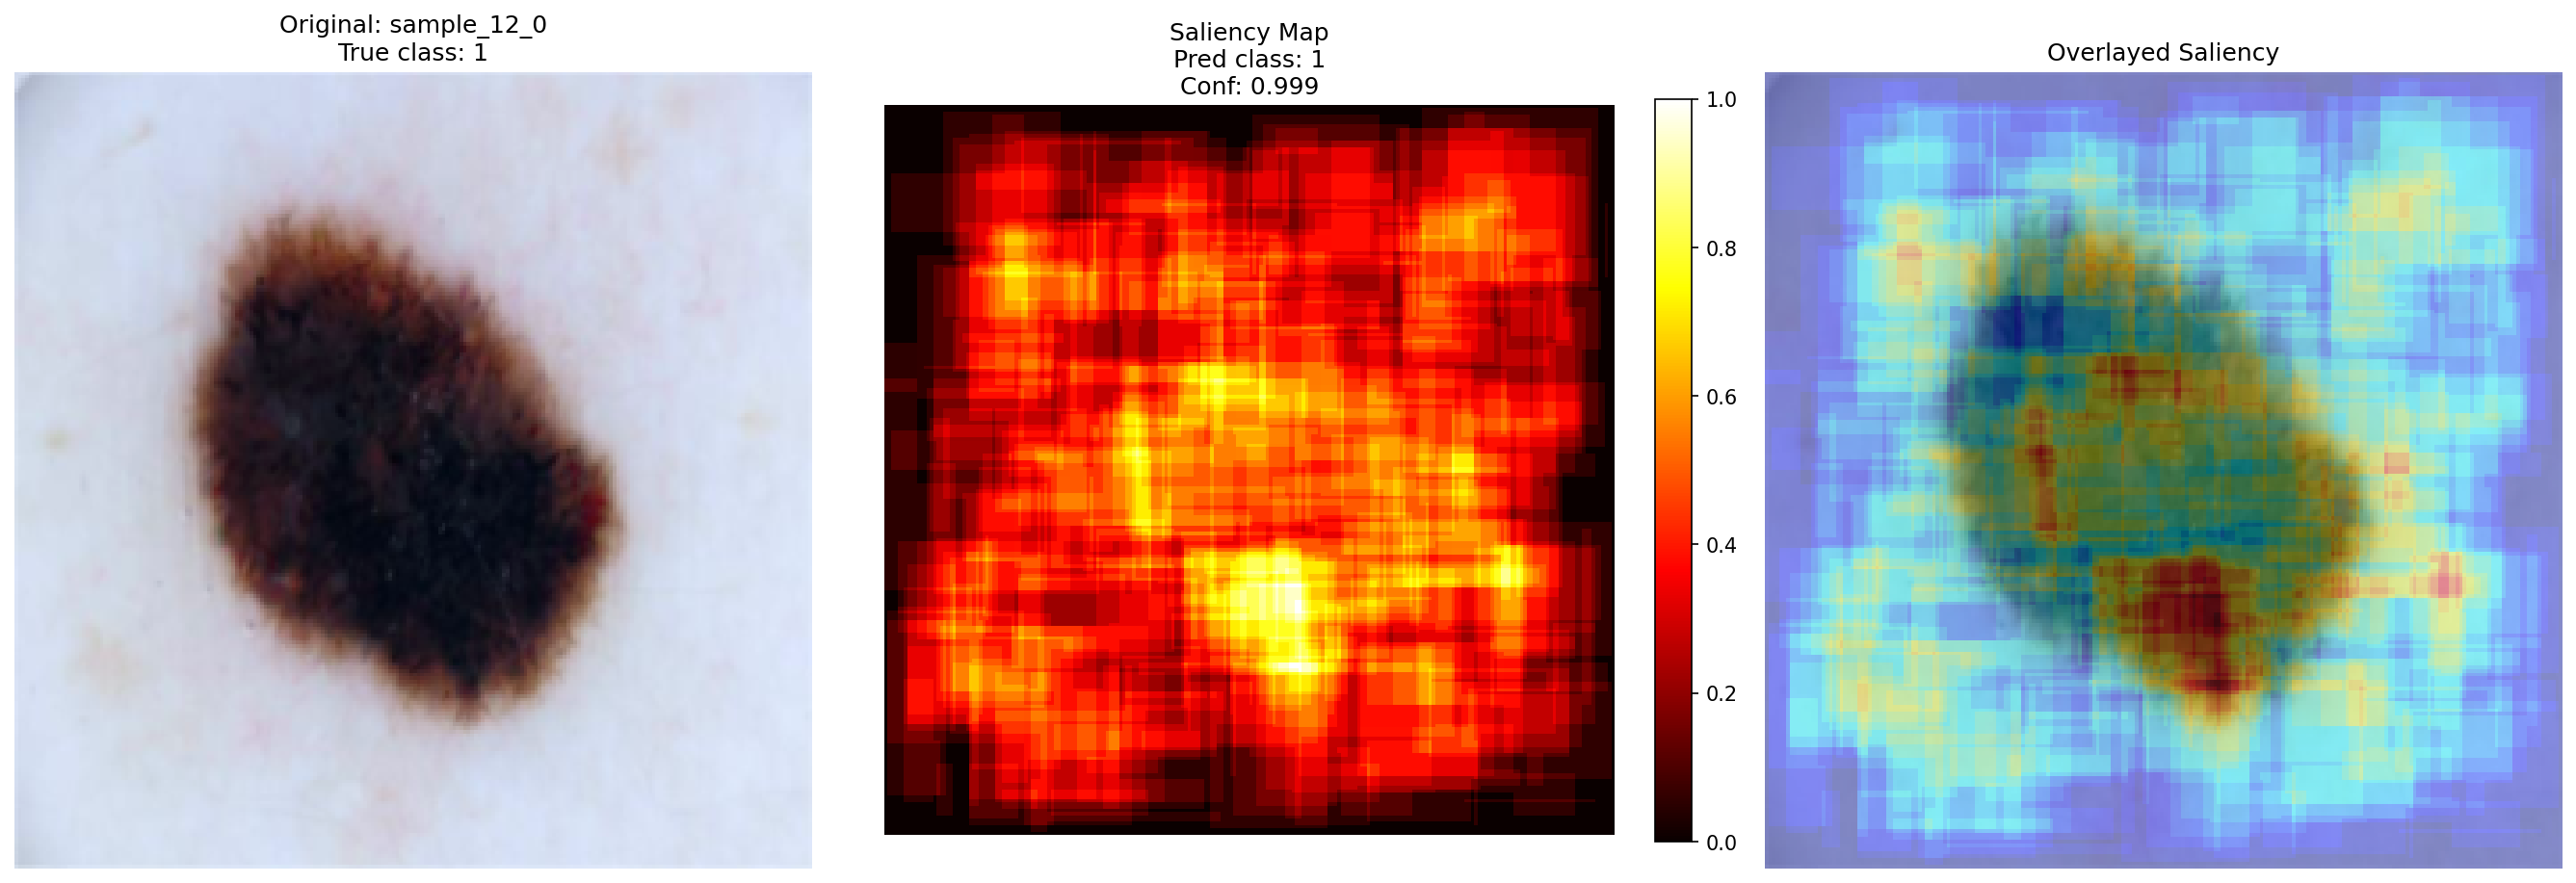 Original: sample_12_0
True class: 1
Saliency Map
Pred class: 1
Conf: 0.999
Overlayed Saliency
1.0
0.8
0.6
0.4
0.2
0.0